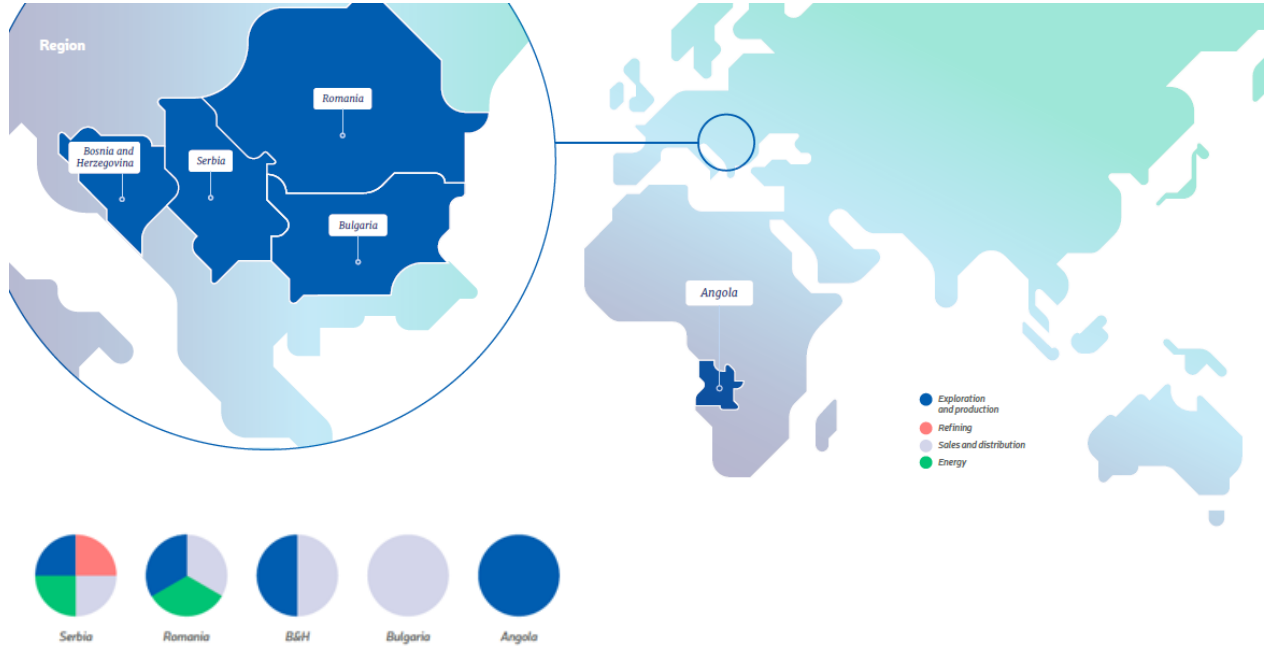 Region
Romania
Bosnia and
Herzegovina
Serbia
Bulgaria
Angola
Exploration
and production
Refining
Sales and distribution
Energy
Serbia
Romania
B&H
Bulgaria
Angola